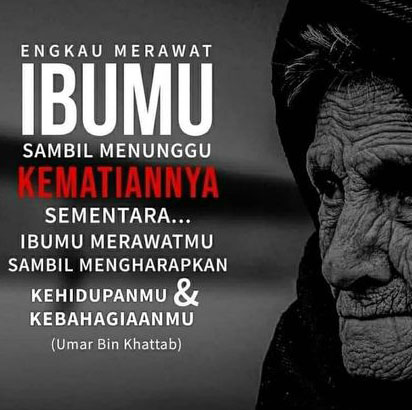 ENGKAU MERAWAT
IBUMU
SAMBIL MENUNGGU
KEMATIANNYA
SEMENTARA...
IBUMU MERAWATMU
SAMBIL MENGHARAPKAN
KEHIDUPANMU &
KEBAHAGIAANMU
(Umar Bin Khattab)